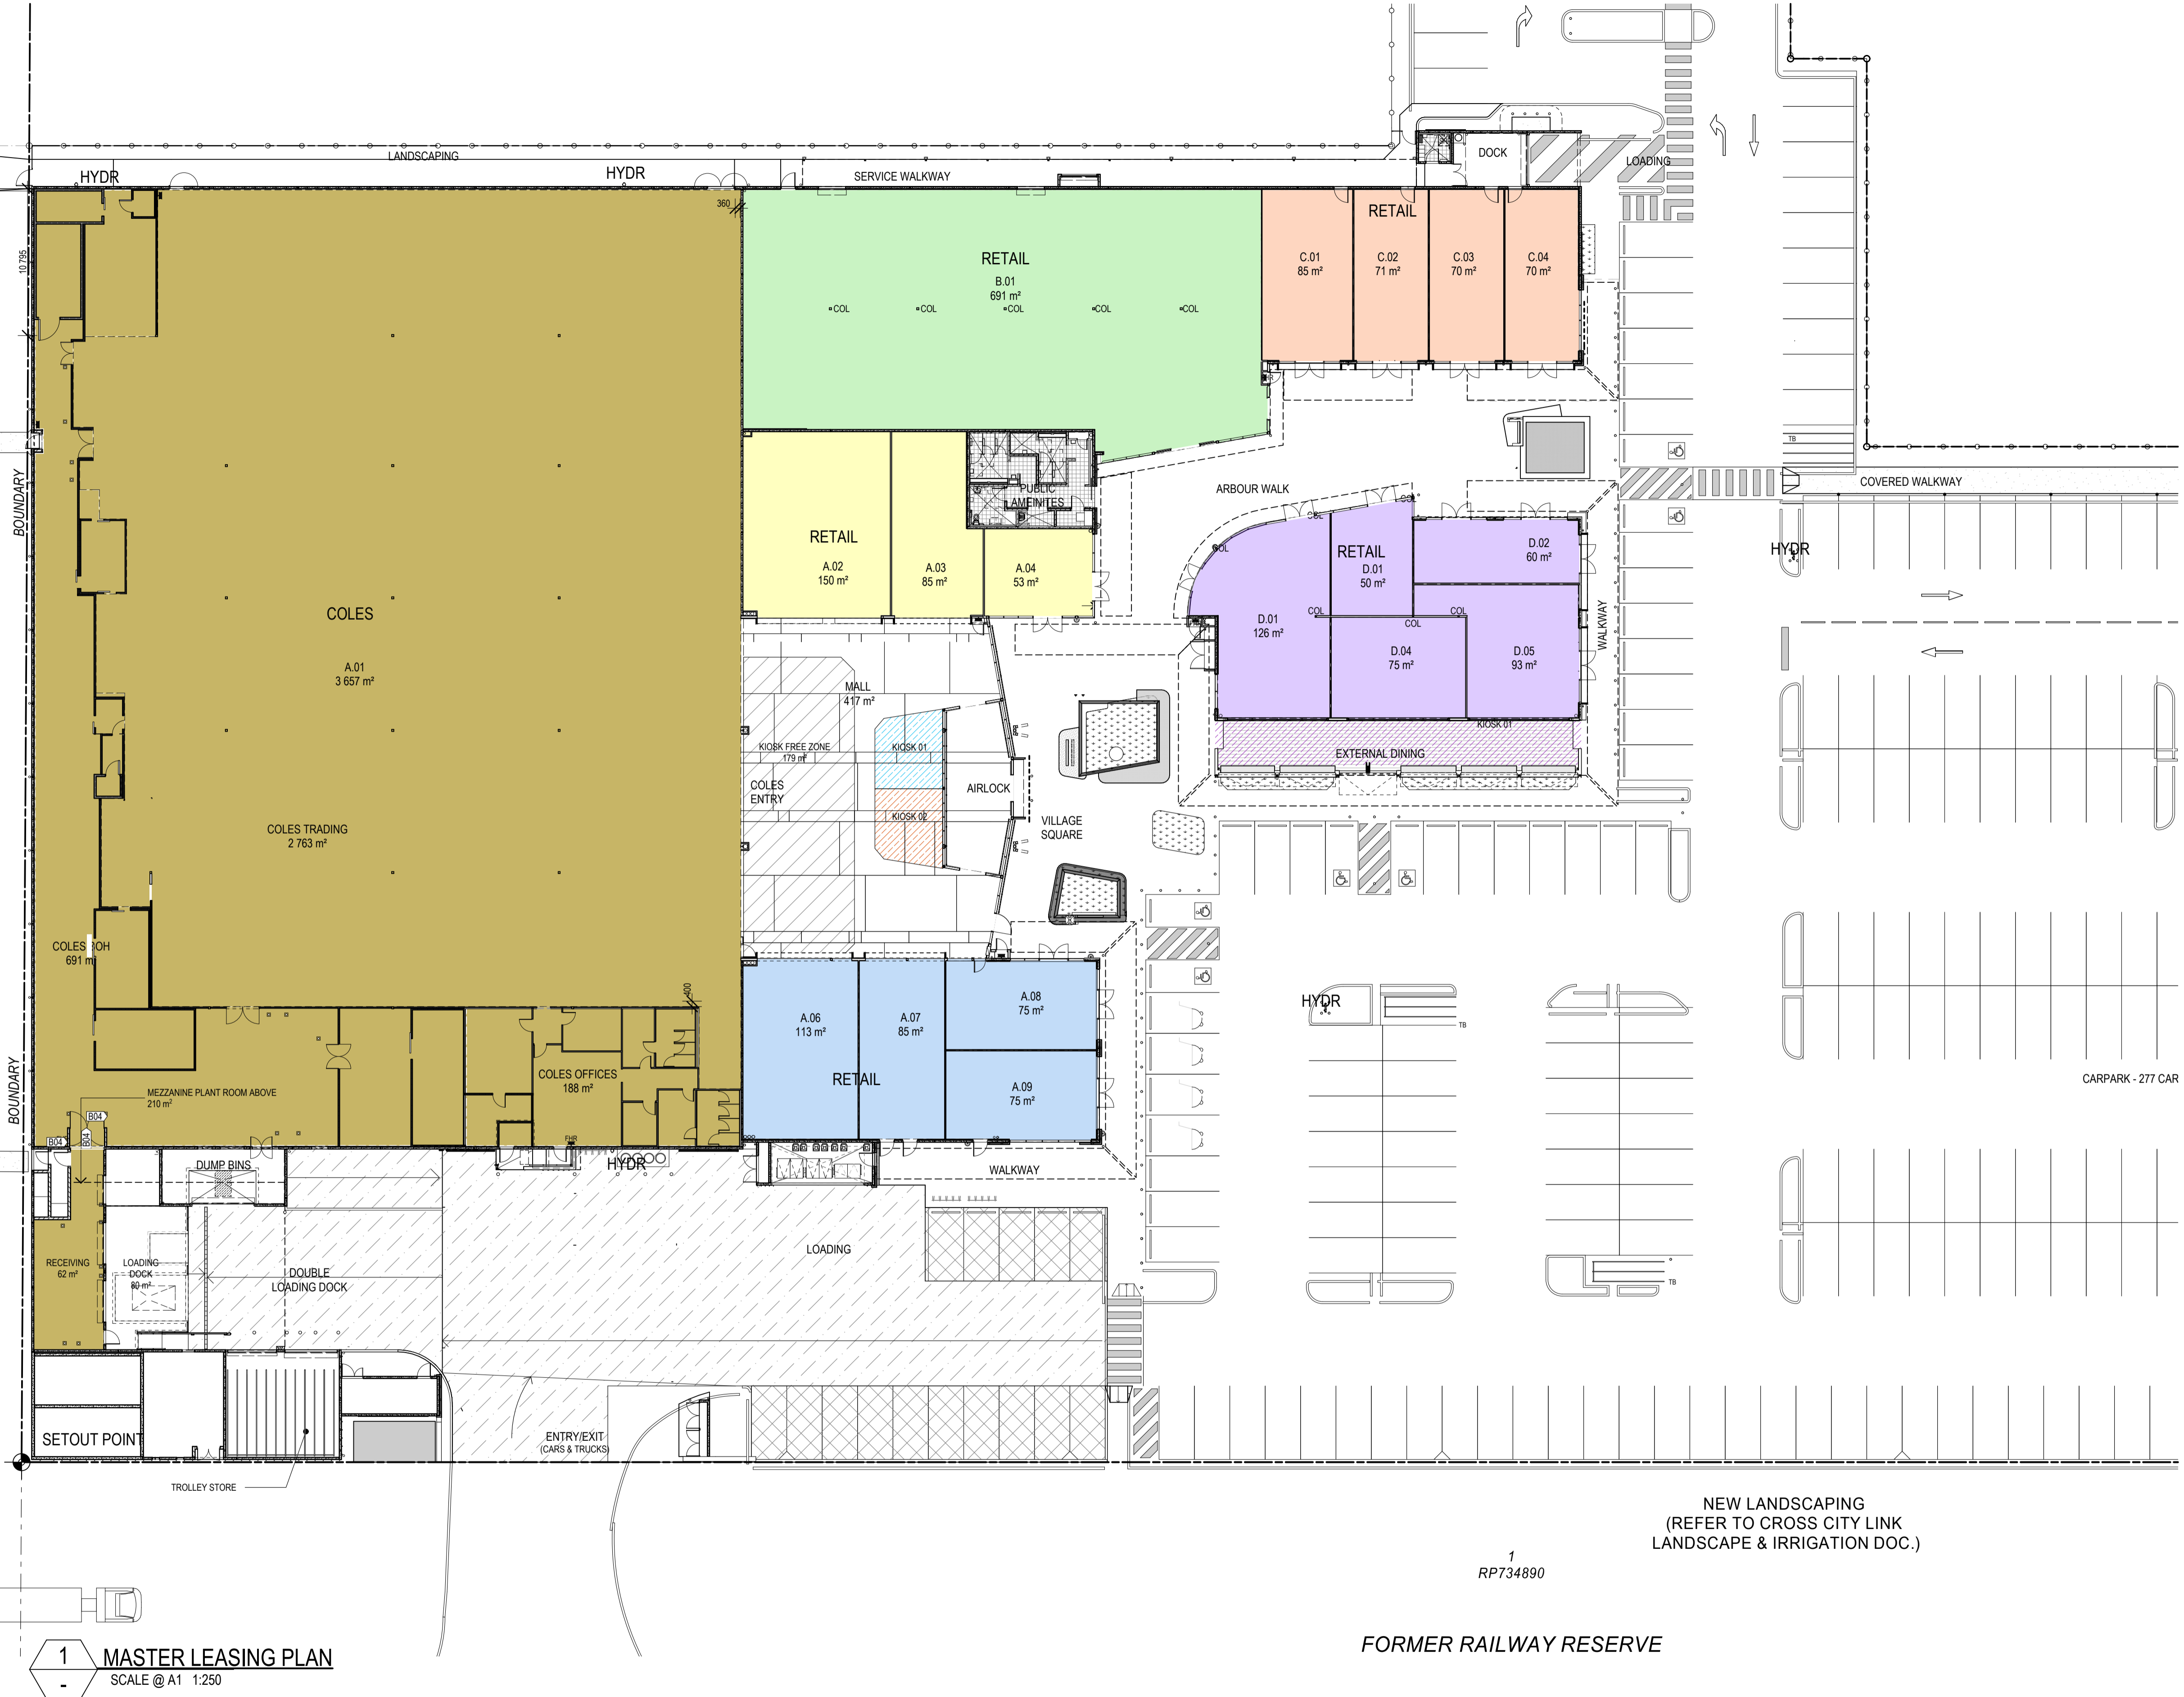 LANDSCAPING
HYDR
HYDR
SERVICE WALKWAY
DOCK
LOADING
360
10 795
RETAIL
B.01
691 m²
COL
COL
COL
COL
COL
RETAIL
C.01
85 m²
C.02
71 m²
C.03
70 m²
C.04
70 m²
TB
COVERED WALKWAY
BOUNDARY
PUBLIC
AMEINITES
ARBOUR WALK
COL
COL
COL
RETAIL
A.02
150 m²
A.03
85 m²
A.04
53 m²
RETAIL
D.01
50 m²
D.02
60 m²
HYDR
COLES
A.01
3 657 m²
D.01
126 m²
COL
COL
COL
D.04
75 m²
D.05
93 m²
WALKWAY
MALL
417 m²
KIOSK FREE ZONE
179 m²
KIOSK 01
KIOSK 01
EXTERNAL DINING
COLES
ENTRY
AIRLOCK
KIOSK 02
VILLAGE
SQUARE
COLES TRADING
2 763 m²
COLES BOH
691 m
400
A.06
113 m²
A.07
85 m²
A.08
75 m²
HYDR
TB
RETAIL
A.09
75 m²
COLES OFFICES
188 m²
CARPARK - 277 CAR
BOUNDARY
MEZZANINE PLANT ROOM ABOVE
210 m²
B04
B04
B04
FHR
HYDR
DUMP BINS
WALKWAY
RECEIVING
62 m²
LOADING
DOCK
80 m²
DOUBLE
LOADING DOCK
LOADING
TB
SETOUT POINT
ENTRY/EXIT
(CARS & TRUCKS)
TROLLEY STORE
NEW LANDSCAPING
(REFER TO CROSS CITY LINK
LANDSCAPE & IRRIGATION DOC.)
1
RP734890
FORMER RAILWAY RESERVE
1
-
MASTER LEASING PLAN
SCALE @ A1 1:250